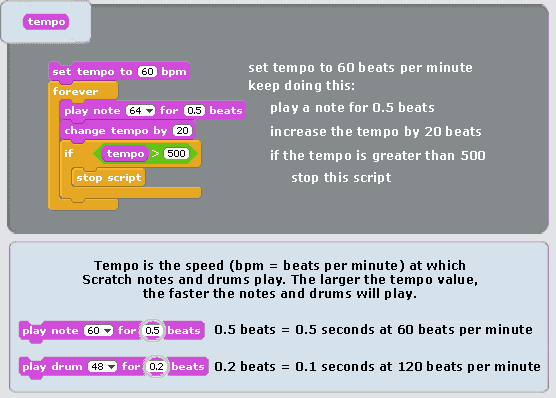 tempo
set tempo to 60 bpm
forever
play note 64 for 0.5 beats
change tempo by 20
if tempo > 500
stop script
set tempo to 60 beats per minute
keep doing this:
play a note for 0.5 beats
increase the tempo by 20 beats
if the tempo is greater than 500
stop this script
Tempo is the speed (bpm = beats per minute) at which
Scratch notes and drums play. The larger the tempo value,
the faster the notes and drums will play.
play note 60 for 0.5 beats 0.5 beats = 0.5 seconds at 60 beats per minute
play drum 48 for 0.2 beats 0.2 beats = 0.1 seconds at 120 beats per minute